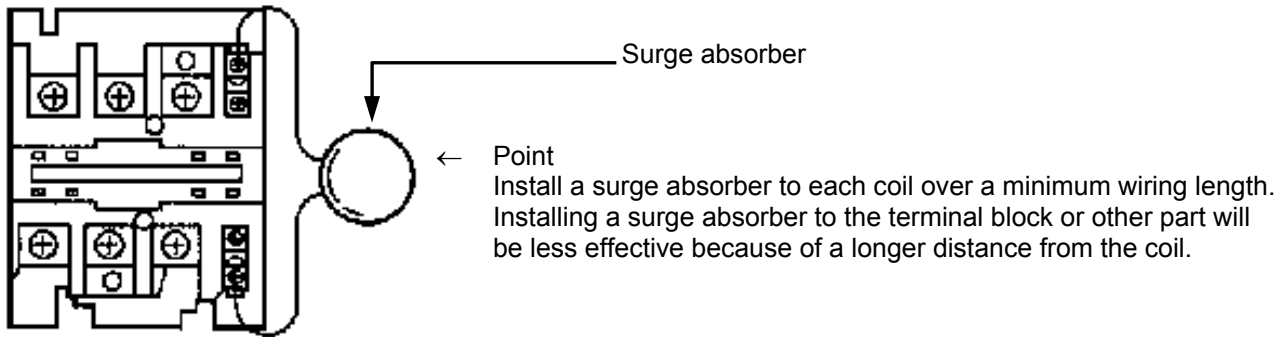 Surge absorber
← Point
Install a surge absorber to each coil over a minimum wiring length.
Installing a surge absorber to the terminal block or other part will
be less effective because of a longer distance from the coil.